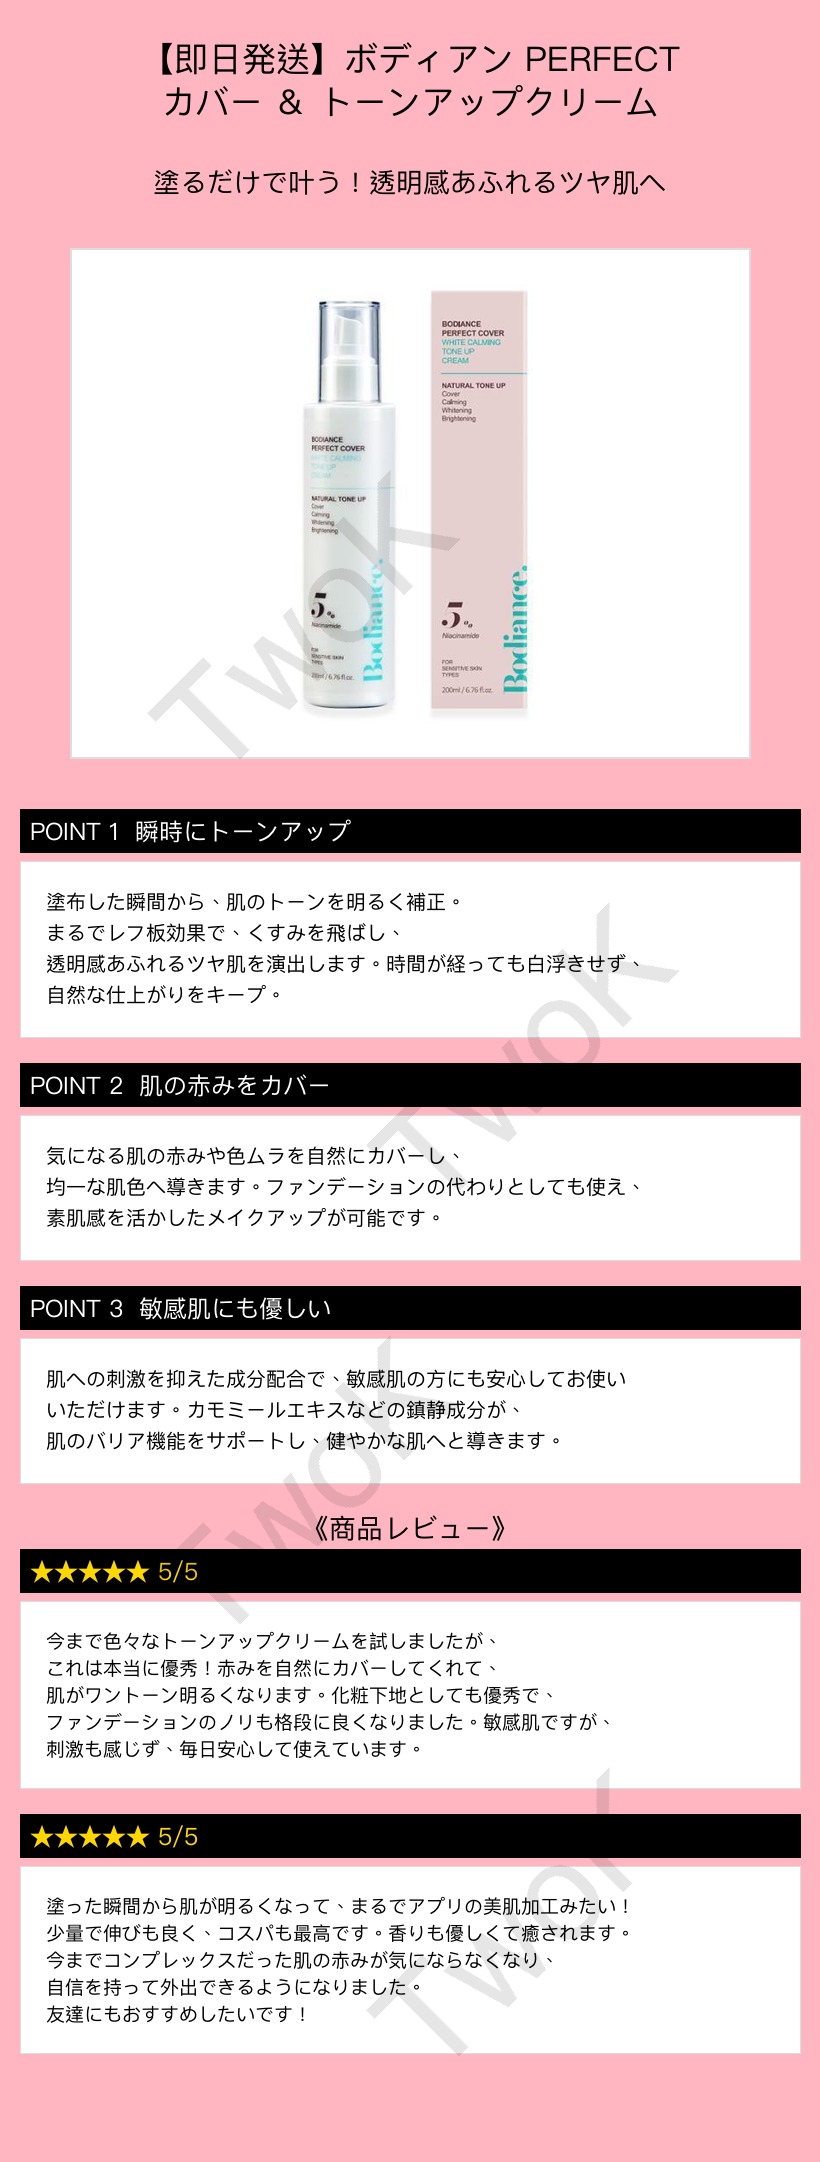 【即日発送】ボディアン PERFECT
カバー ＆ トーンアップクリーム
塗るだけで叶う！透明感あふれるツヤ肌へ
BODIANCE
PERFECT COVER
WHITE CALMING
TONE UP
CREAM
NATURAL TONE UP
Cover
Calming
Whitening
Brightening
5%
Niacinamide
FOR
SENSITIVE SKIN
TYPES
200ml / 6.76 fl.oz.
Bodiance.
BODIANCE
PERFECT COVER
WHITE CALMING
TONE UP
CREAM
NATURAL TONE UP
Cover
Calming
Whitening
Brightening
5%
Niacinamide
FOR
SENSITIVE SKIN
TYPES
200ml / 6.76 fl.oz.
Bodiance.
TwoK
POINT 1 瞬時にトーンアップ
塗布した瞬間から、肌のトーンを明るく補正。
まるでレフ板効果で、くすみを飛ばし、
透明感あふれるツヤ肌を演出します。時間が経っても白浮きせず、
自然な仕上がりをキープ。
TwoK
POINT 2 肌の赤みをカバー
気になる肌の赤みや色ムラを自然にカバーし、
均一な肌色へ導きます。ファンデーションの代わりとしても使え、
素肌感を活かしたメイクアップが可能です。
POINT 3 敏感肌にも優しい
肌への刺激を抑えた成分配合で、敏感肌の方にも安心してお使い
いただけます。カモミールエキスなどの鎮静成分が、
肌のバリア機能をサポートし、健やかな肌へと導きます。
TwoK
《商品レビュー》
★★★★★ 5/5
今まで色々なトーンアップクリームを試しましたが、
これは本当に優秀！赤みを自然にカバーしてくれて、
肌がワントーン明るくなります。化粧下地としても優秀で、
ファンデーションのノリも格段に良くなりました。敏感肌ですが、
刺激も感じず、毎日安心して使えています。
★★★★★ 5/5
塗った瞬間から肌が明るくなって、まるでアプリの美肌加工みたい！
少量で伸びも良く、コスパも最高です。香りも優しくて癒されます。
今までコンプレックスだった肌の赤みが気にならなくなり、
自信を持って外出できるようになりました。
友達にもおすすめしたいです！
TwoK